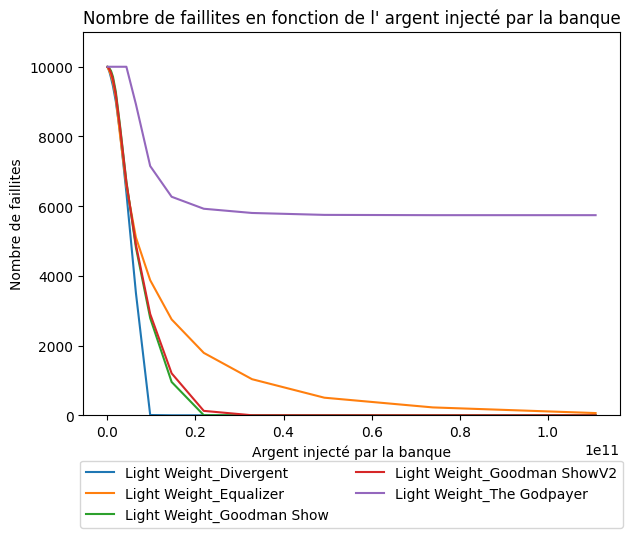 Nombre de faillites en fonction de l' argent injecté par la banque
Nombre de faillites
10000
8000
6000
4000
2000
0
0.0 0.2 0.4 0.6 0.8 1.0
1e11
Argent injecté par la banque
Light Weight_Divergent
Light Weight_Equalizer
Light Weight_Goodman Show
Light Weight_Goodman ShowV2
Light Weight_The Godpayer